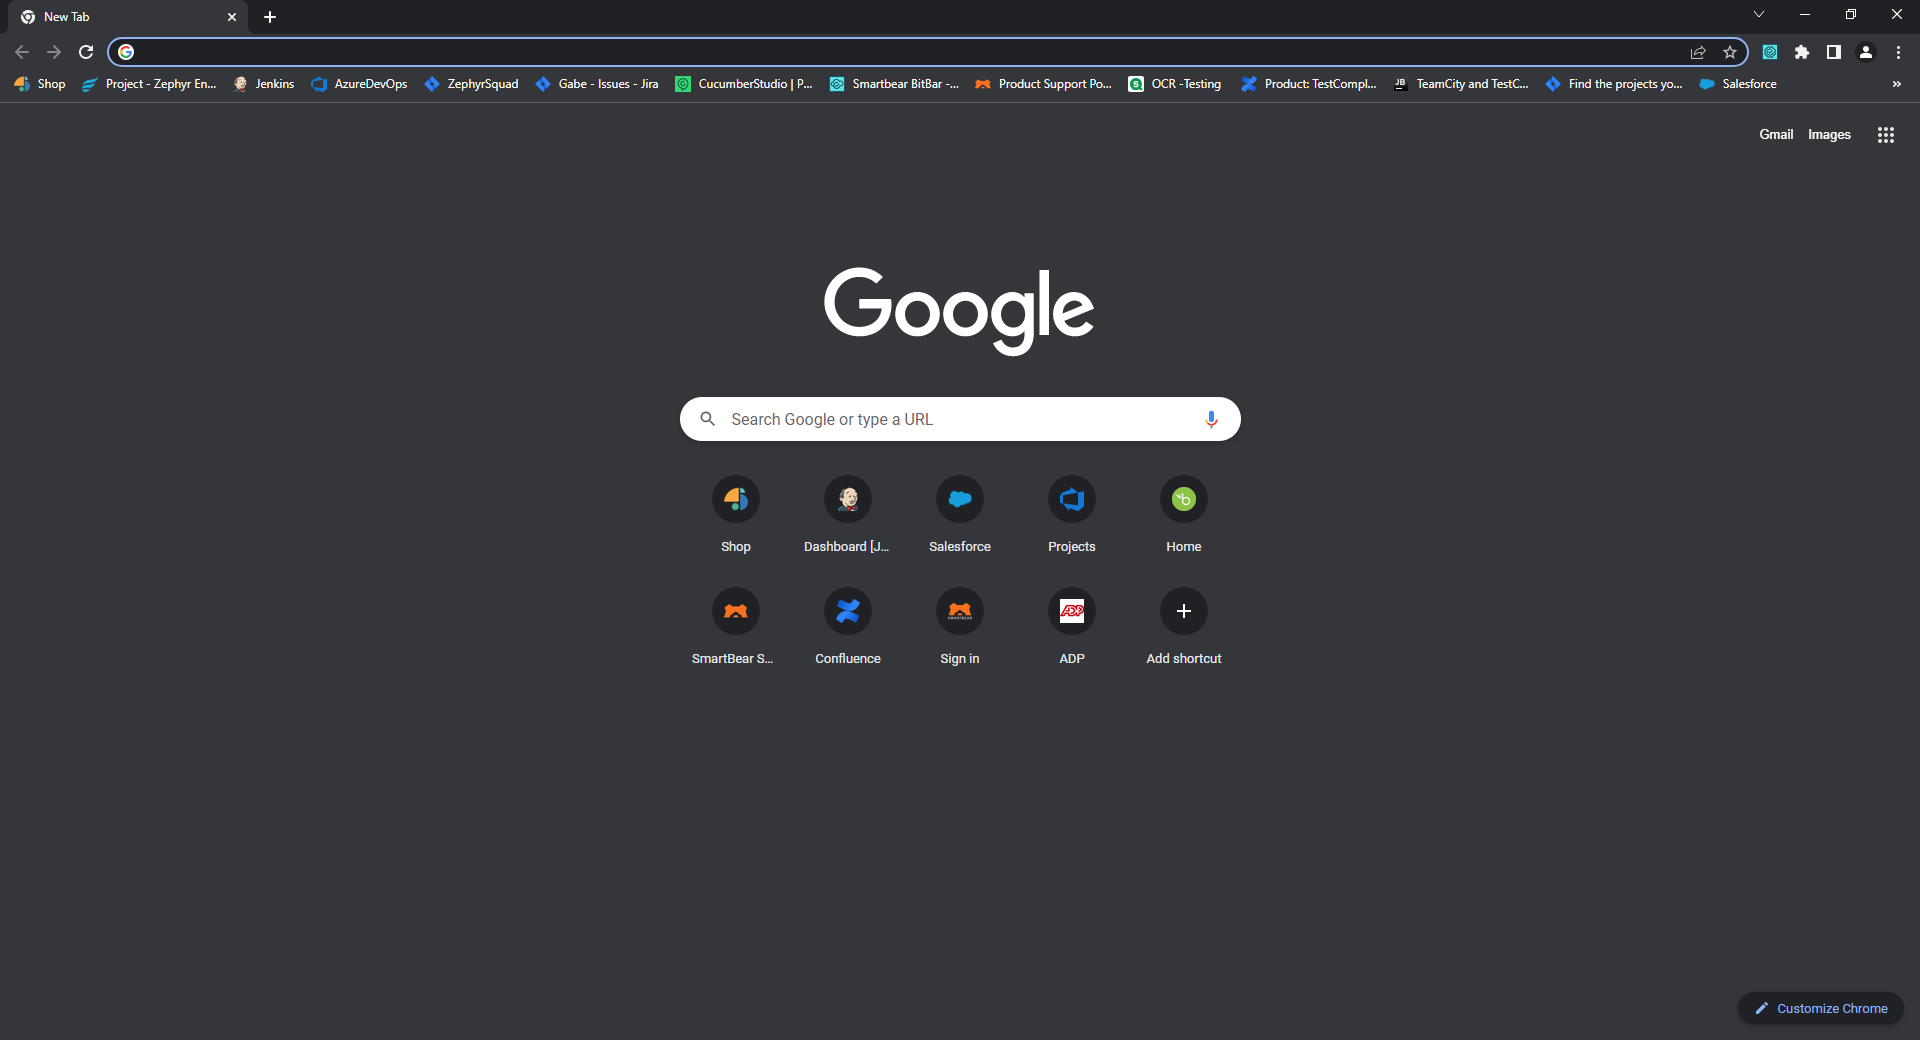 New Tab
Shop Project - Zephyr En... Jenkins AzureDevOps ZephyrSquad Gabe - Issues - Jira CucumberStudio | P... Smartbear BitBar -... Product Support Po... OCR -Testing Product: TestCompl... TeamCity and TestC... Find the projects yo... Salesforce »
Gmail Images
Google
Search Google or type a URL
Shop Dashboard [J... Salesforce Projects Home
SmartBear S... Confluence Sign in ADP Add shortcut
Customize Chrome